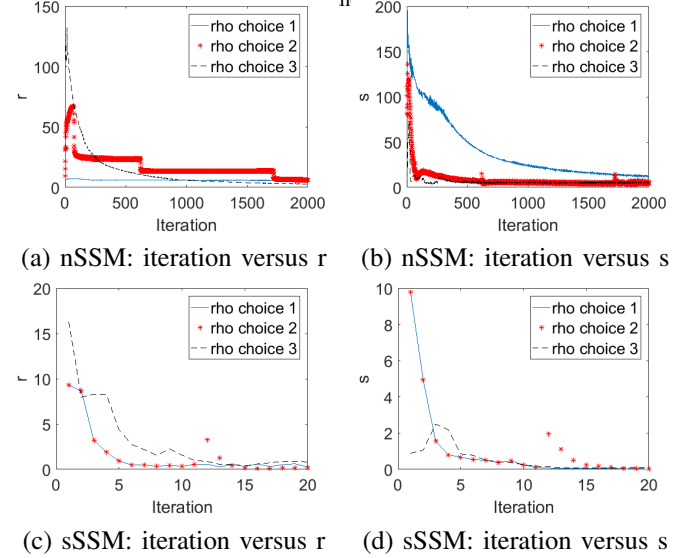 n
150
100
50
0
r
0 500 1000 1500 2000
Iteration
rho choice 1
rho choice 2
rho choice 3
200
150
100
50
0
s
0 500 1000 1500 2000
Iteration
rho choice 1
rho choice 2
rho choice 3
(a) nSSM: iteration versus r
(b) nSSM: iteration versus s
20
15
10
5
0
r
0 5 10 15 20
Iteration
rho choice 1
rho choice 2
rho choice 3
10
8
6
4
2
0
s
0 5 10 15 20
Iteration
rho choice 1
rho choice 2
rho choice 3
(c) sSSM: iteration versus r
(d) sSSM: iteration versus s